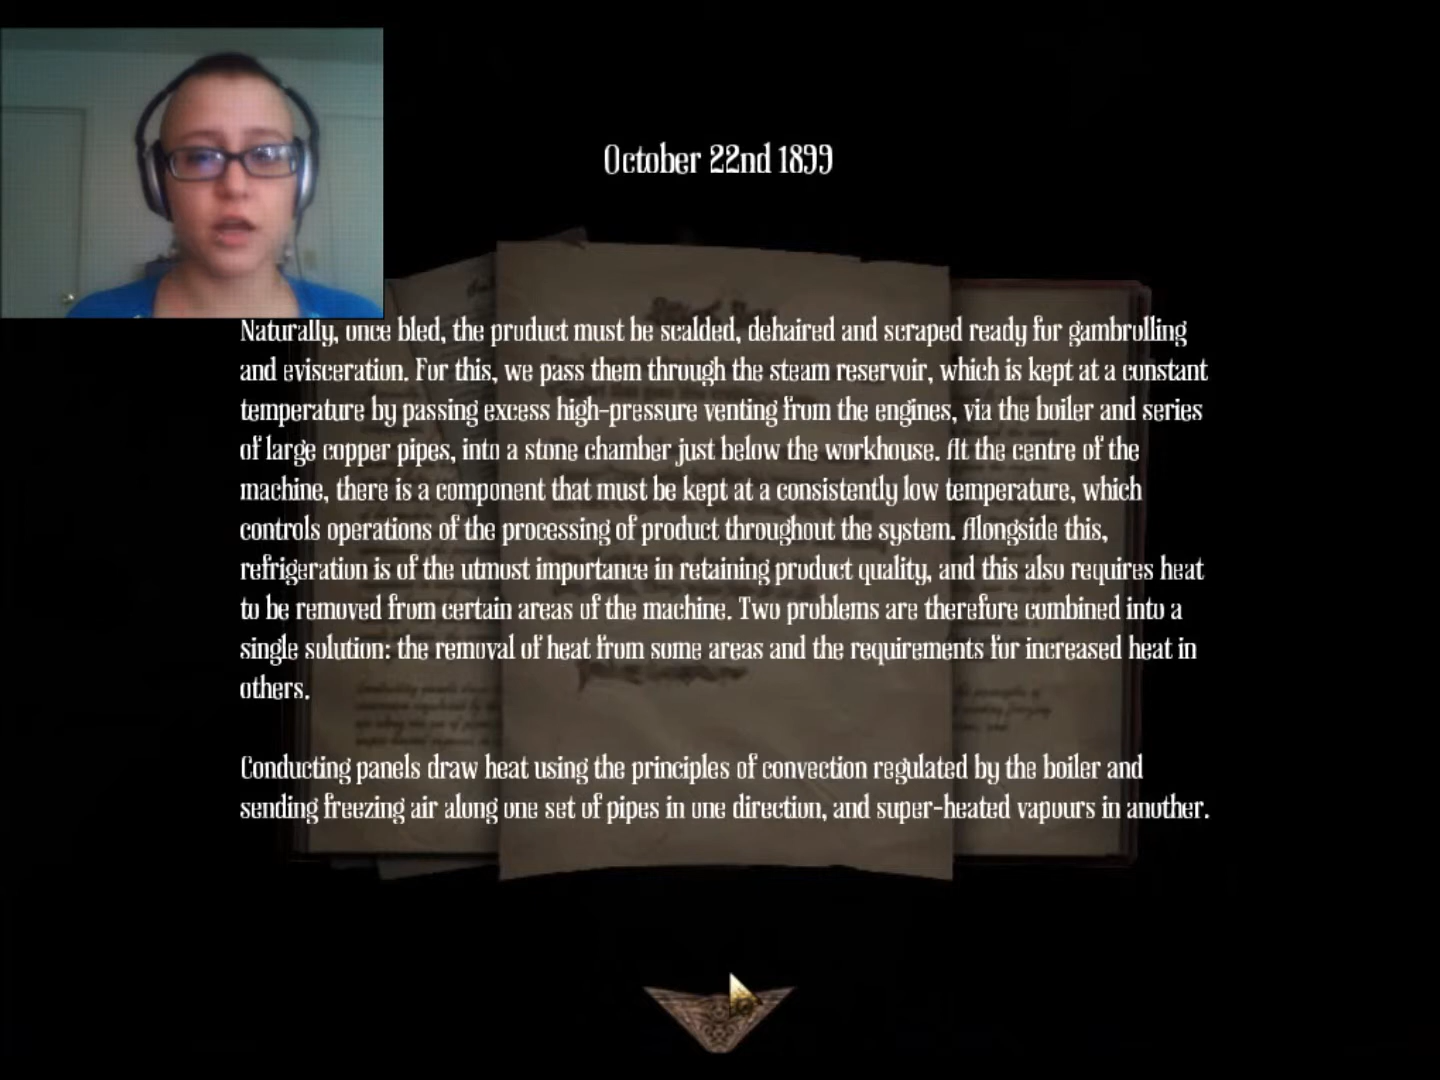 October 22nd 1899
Naturally, once bled, the product must be scalded, dehaired and scraped ready for gambrolling
and evisceration. For this, we pass them through the steam reservoir, which is kept at a constant
temperature by passing excess high-pressure venting from the engines, via the boiler and series
of large copper pipes, into a stone chamber just below the workhouse. At the centre of the
machine, there is a component that must be kept at a consistently low temperature, which
controls operations of the processing of product throughout the system. Alongside this,
refrigeration is of the utmost importance in retaining product quality, and this also requires heat
to be removed from certain areas of the machine. Two problems are therefore combined into a
single solution: the removal of heat from some areas and the requirements for increased heat in
others.
Conducting panels draw heat using the principles of convection regulated by the boiler and
sending freezing air along one set of pipes in one direction, and super-heated vapours in another.